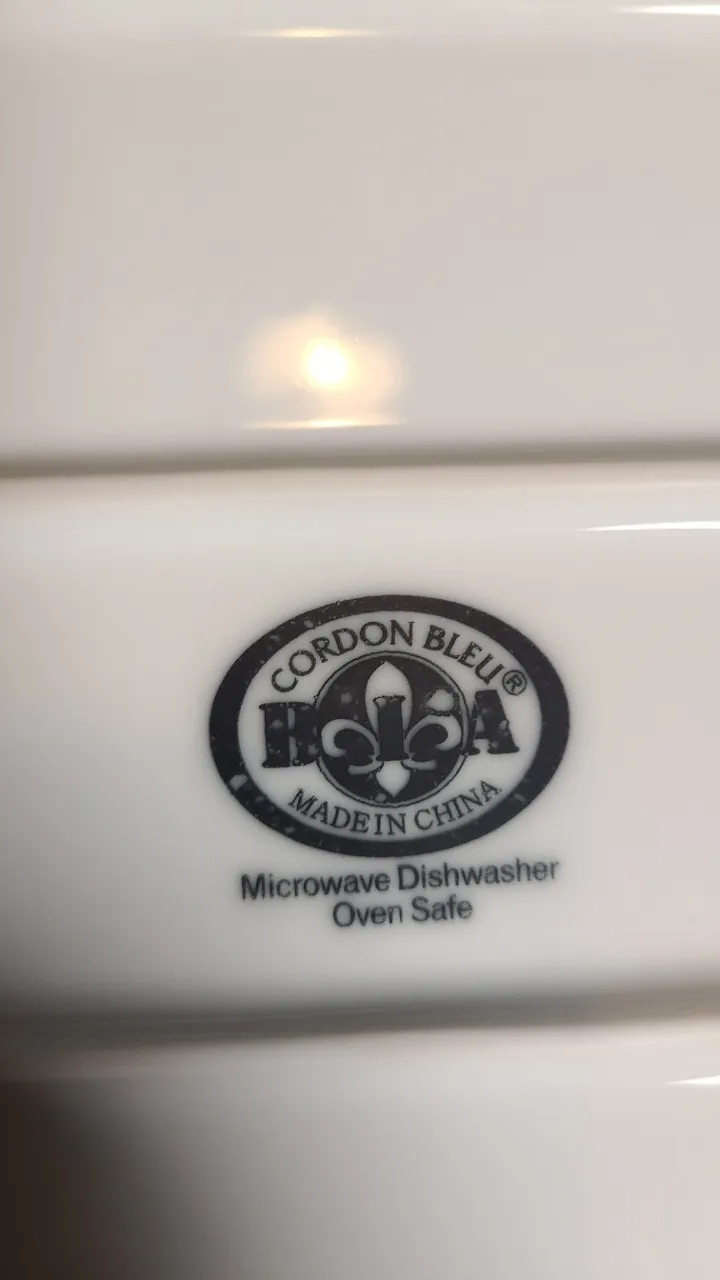 CORDON BLEU®
BIA
MADE IN CHINA
Microwave Dishwasher
Oven Safe